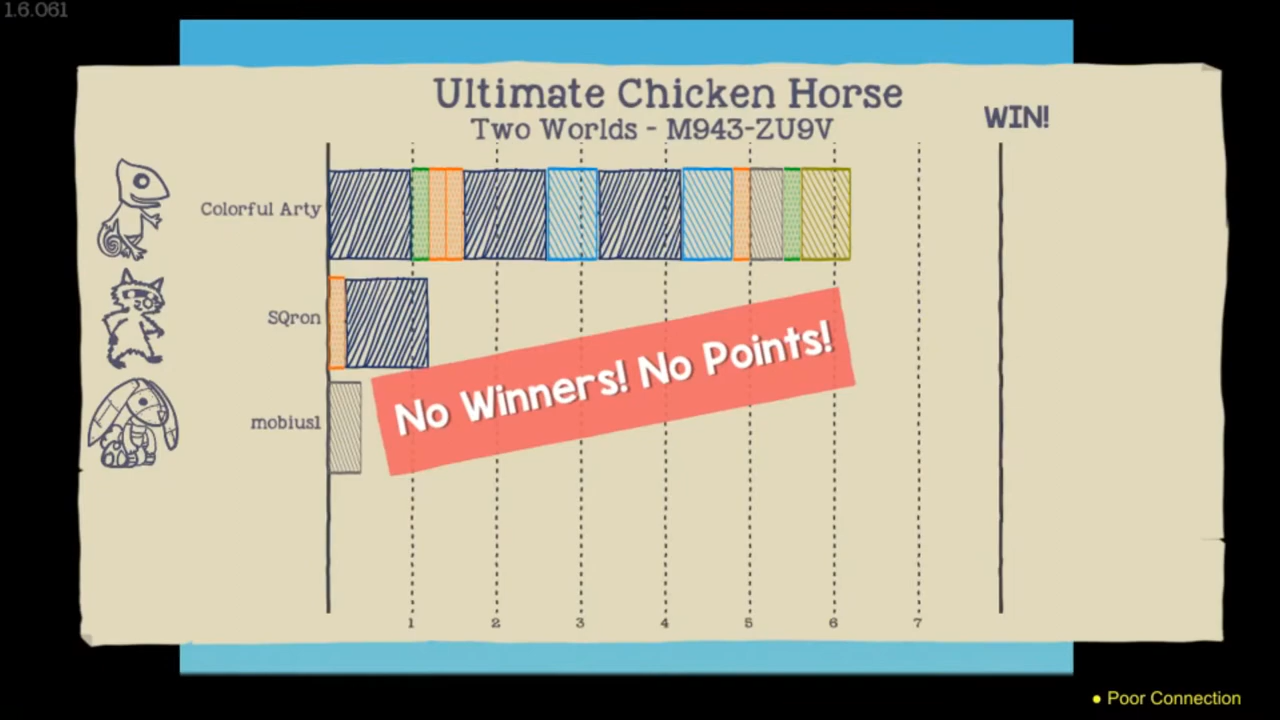 1.6.061
Ultimate Chicken Horse
Two Worlds - M943-ZU9V
WIN!
Colorful Arty
SQron
No Winners! No Points!
mobius1
1 2 3 4 5 6 7
● Poor Connection